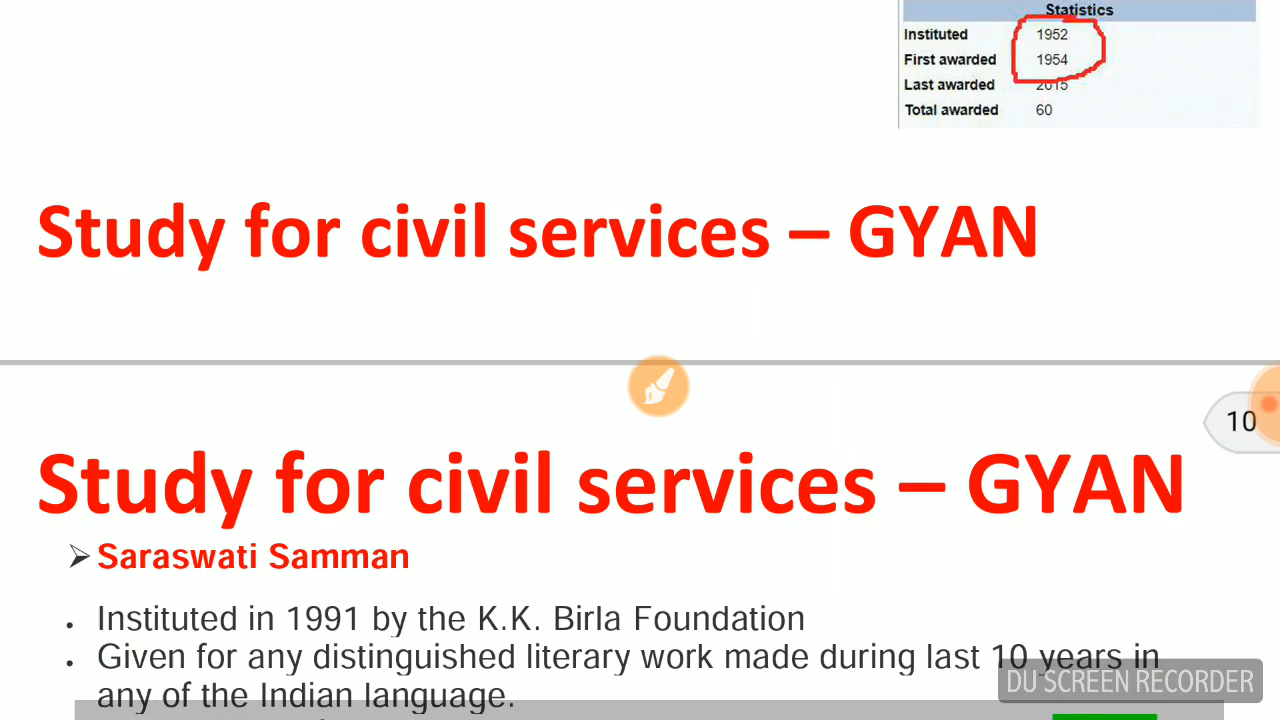 Statistics
Instituted 1952
First awarded 1954
Last awarded 2015
Total awarded 60
Study for civil services – GYAN
10
Study for civil services – GYAN
➢ Saraswati Samman
• Instituted in 1991 by the K.K. Birla Foundation
• Given for any distinguished literary work made during last 10 years in
any of the Indian language.
DU SCREEN RECORDER